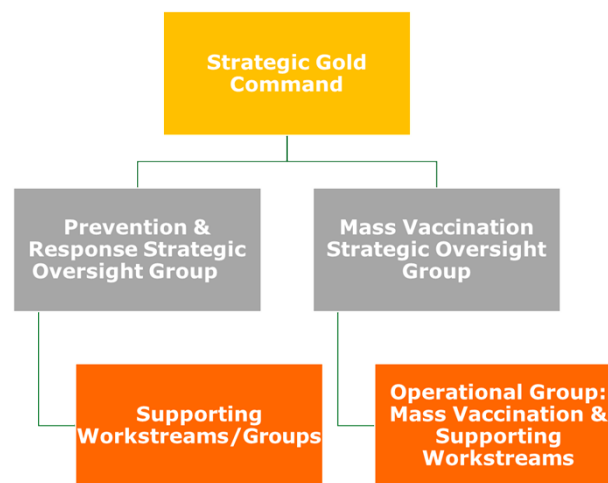 Strategic Gold
Command
Prevention &
Response Strategic
Oversight Group
Mass Vaccination
Strategic Oversight
Group
Supporting
Workstreams/Groups
Operational Group:
Mass Vaccination &
Supporting
Workstreams